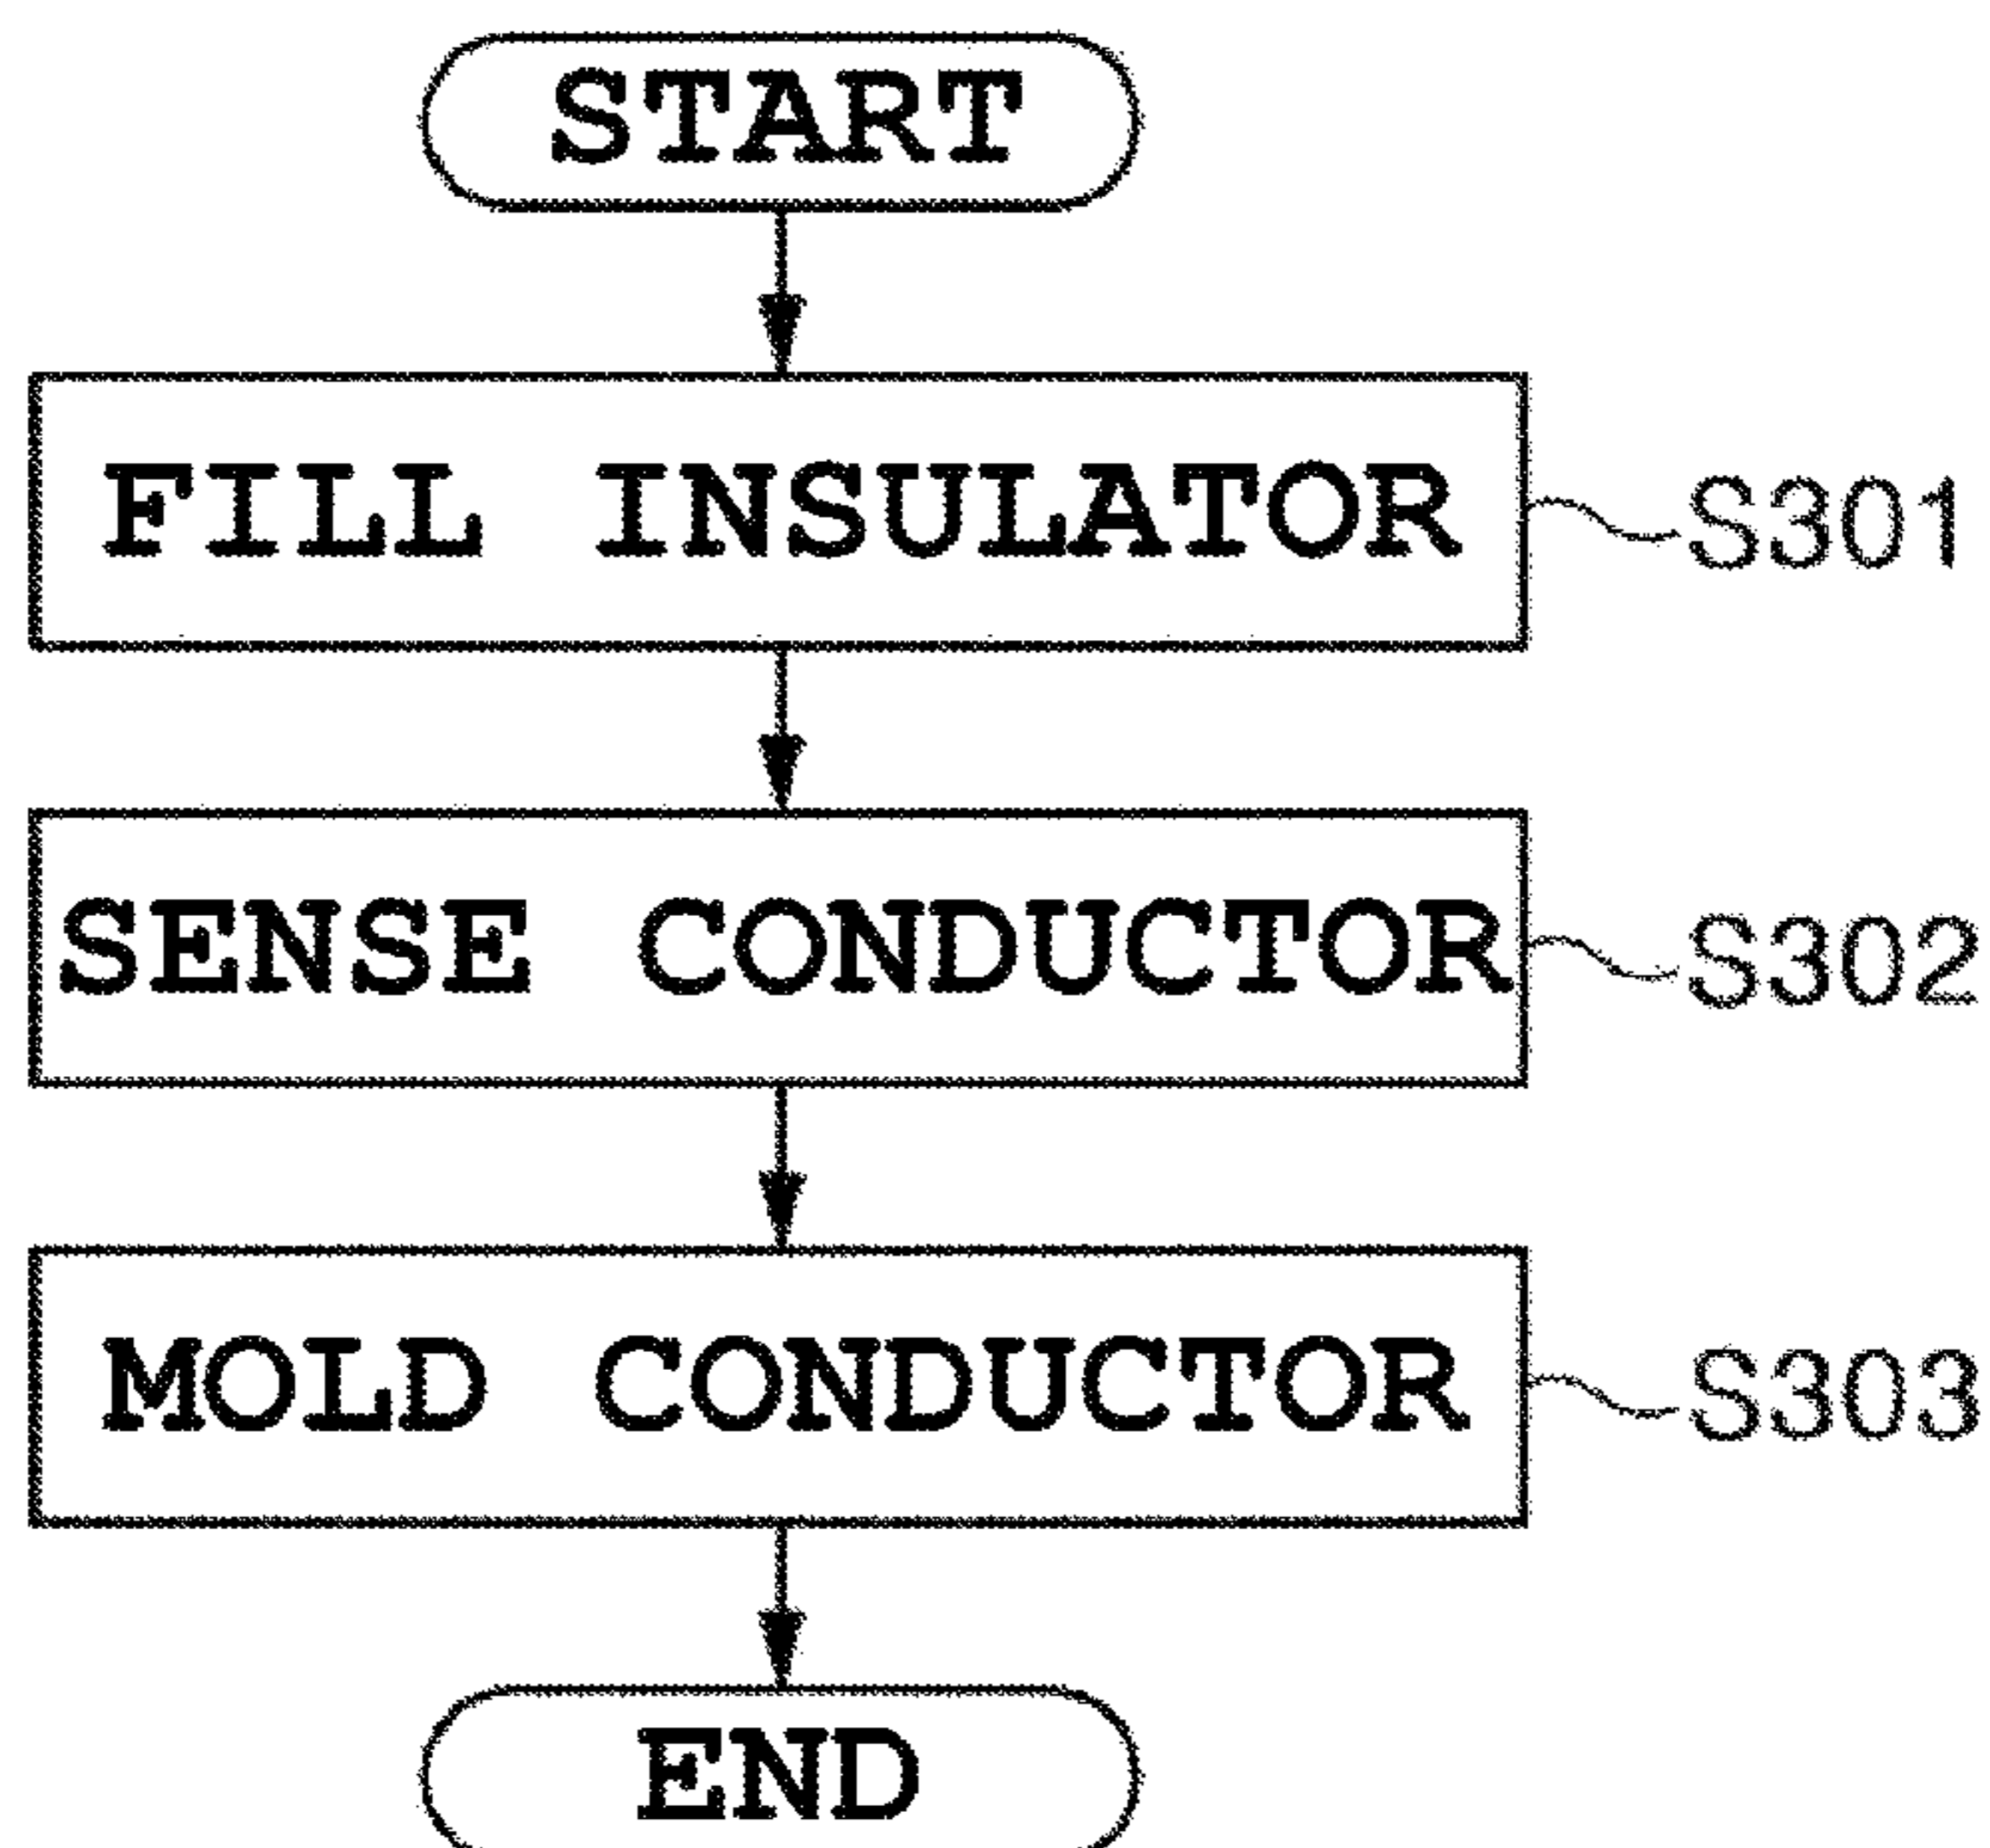 START
FILL INSULATOR
S301
SENSE CONDUCTOR
S302
MOLD CONDUCTOR
S303
END